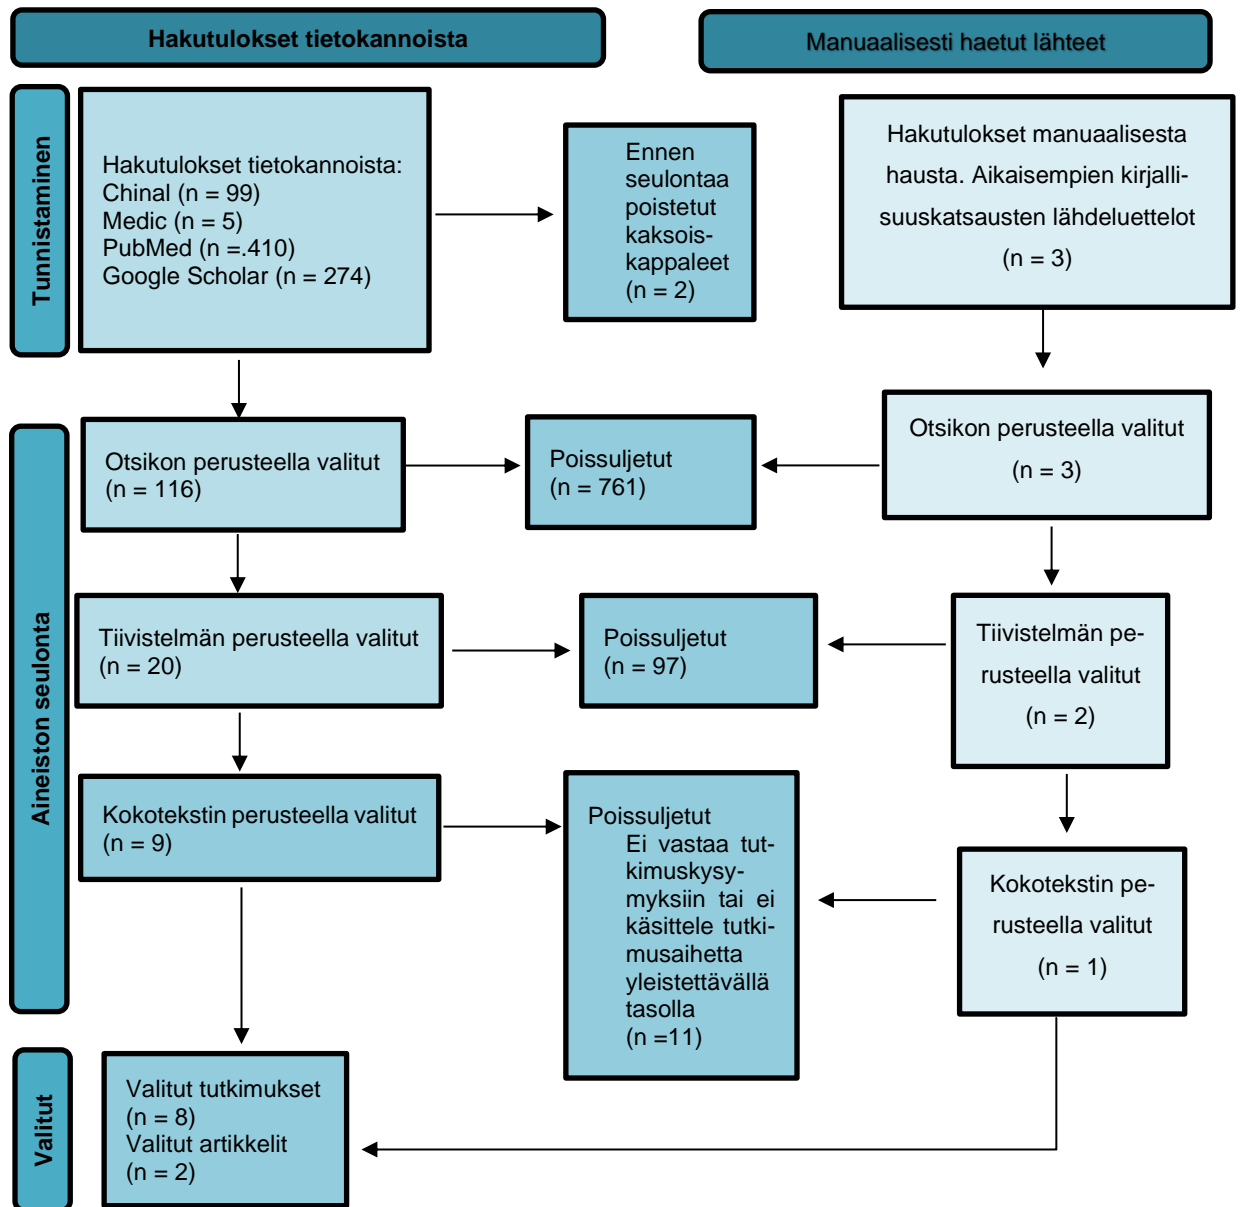 Hakutulokset tietokannoista
Manuaalisesti haetut lähteet
Tunnistaminen
Hakutulokset tietokannoista:
Chinal (n = 99)
Medic (n = 5)
PubMed (n =.410)
Google Scholar (n = 274)
Ennen
seulontaa
poistetut
kaksois-
kappaleet
(n = 2)
Hakutulokset manuaalisesta
hausta. Aikaisempien kirjalli-
suuskatsausten lähdeluettelot
(n = 3)
Aineiston seulonta
Otsikon perusteella valitut
(n = 116)
Poissuljetut
(n = 761)
Otsikon perusteella valitut
(n = 3)
Tiivistelmän perusteella valitut
(n = 20)
Poissuljetut
(n = 97)
Tiivistelmän pe-
rusteella valitut
(n = 2)
Kokotekstin perusteella valitut
(n = 9)
Poissuljetut
Ei vastaa tut-
kimuskysy-
myksiin tai ei
käsittele tutki-
musaihetta
yleistettävällä
tasolla
(n =11)
Kokotekstin pe-
rusteella valitut
(n = 1)
Valitut
Valitut tutkimukset
(n = 8)
Valitut artikkelit
(n = 2)